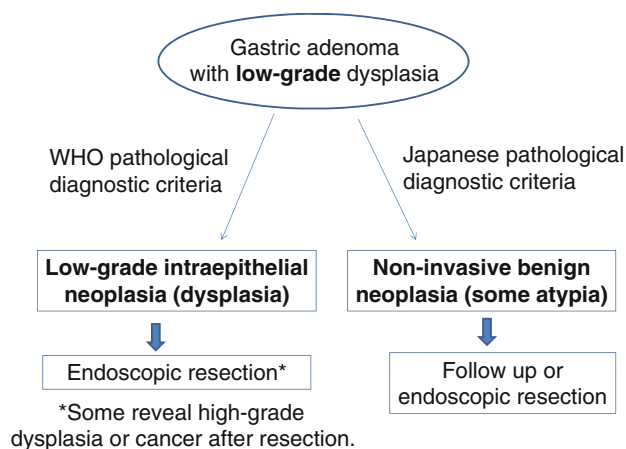 Gastric adenoma
with low-grade dysplasia
WHO pathological
diagnostic criteria
Japanese pathological
diagnostic criteria
Low-grade intraepithelial
neoplasia (dysplasia)
Non-invasive benign
neoplasia (some atypia)
Endoscopic resection*
Follow up or
endoscopic resection
*Some reveal high-grade
dysplasia or cancer after resection.